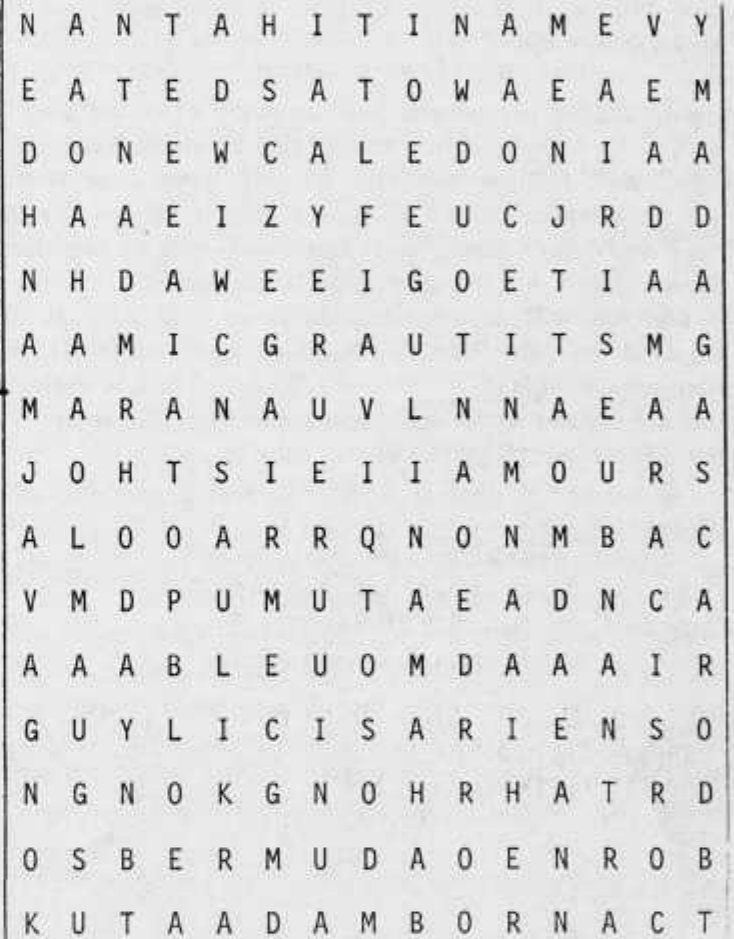 N A N T A H I T I N A M E V Y
E A T E D S A T O W A E A E M
D O N E W C A L E D O N I A A
H A A E I Z Y F E U C J R D D
N H D A W E E I G O E T I A A
A A M I C G R A U T I T S M G
M A R A N A U V L N N A E A A
J O H T S I E I I A M O U R S
A L O O A R R Q N O N M B A C
V M D P U M U T A E A D N C A
A A A B L E U O M D A A A I R
G U Y L I C I S A R I E N S O
N G N O K G N O H R H A T R D
O S B E R M U D A O E N R O B
K U T A A D A M B O R N A C T